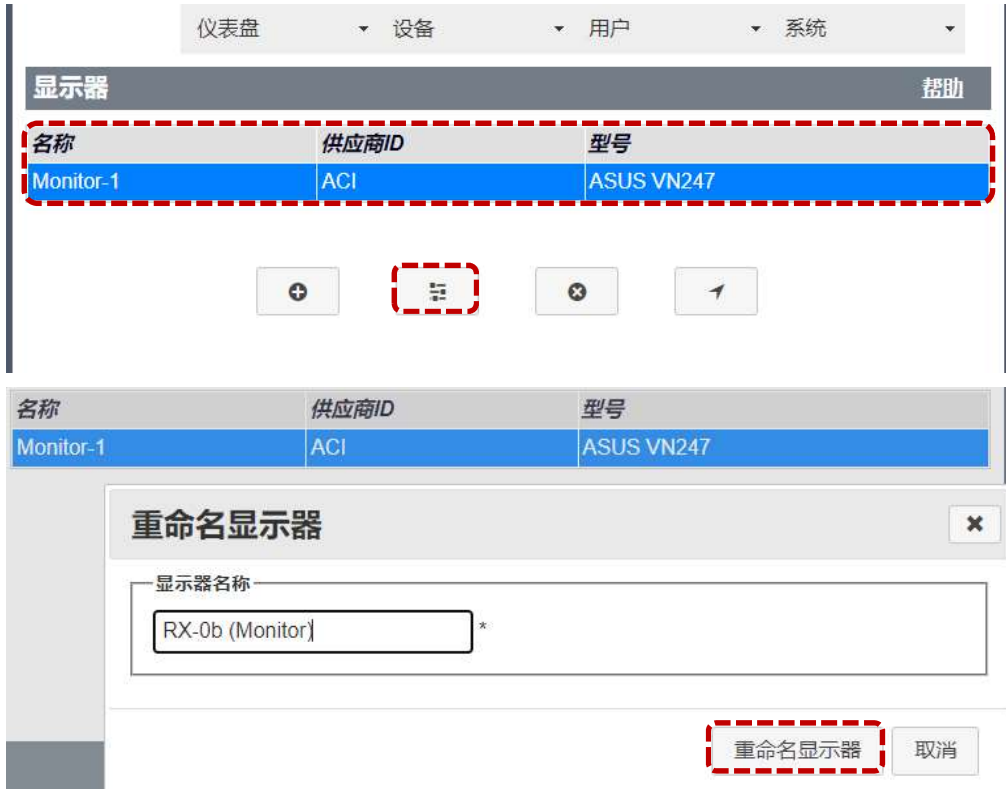 仪表盘 设备 用户 系统
显示器 帮助
名称 供应商ID 型号
Monitor-1 ACI ASUS VN247
名称 供应商ID 型号
Monitor-1 ACI ASUS VN247
重命名显示器
显示器名称
RX-0b (Monitor) *
重命名显示器 取消